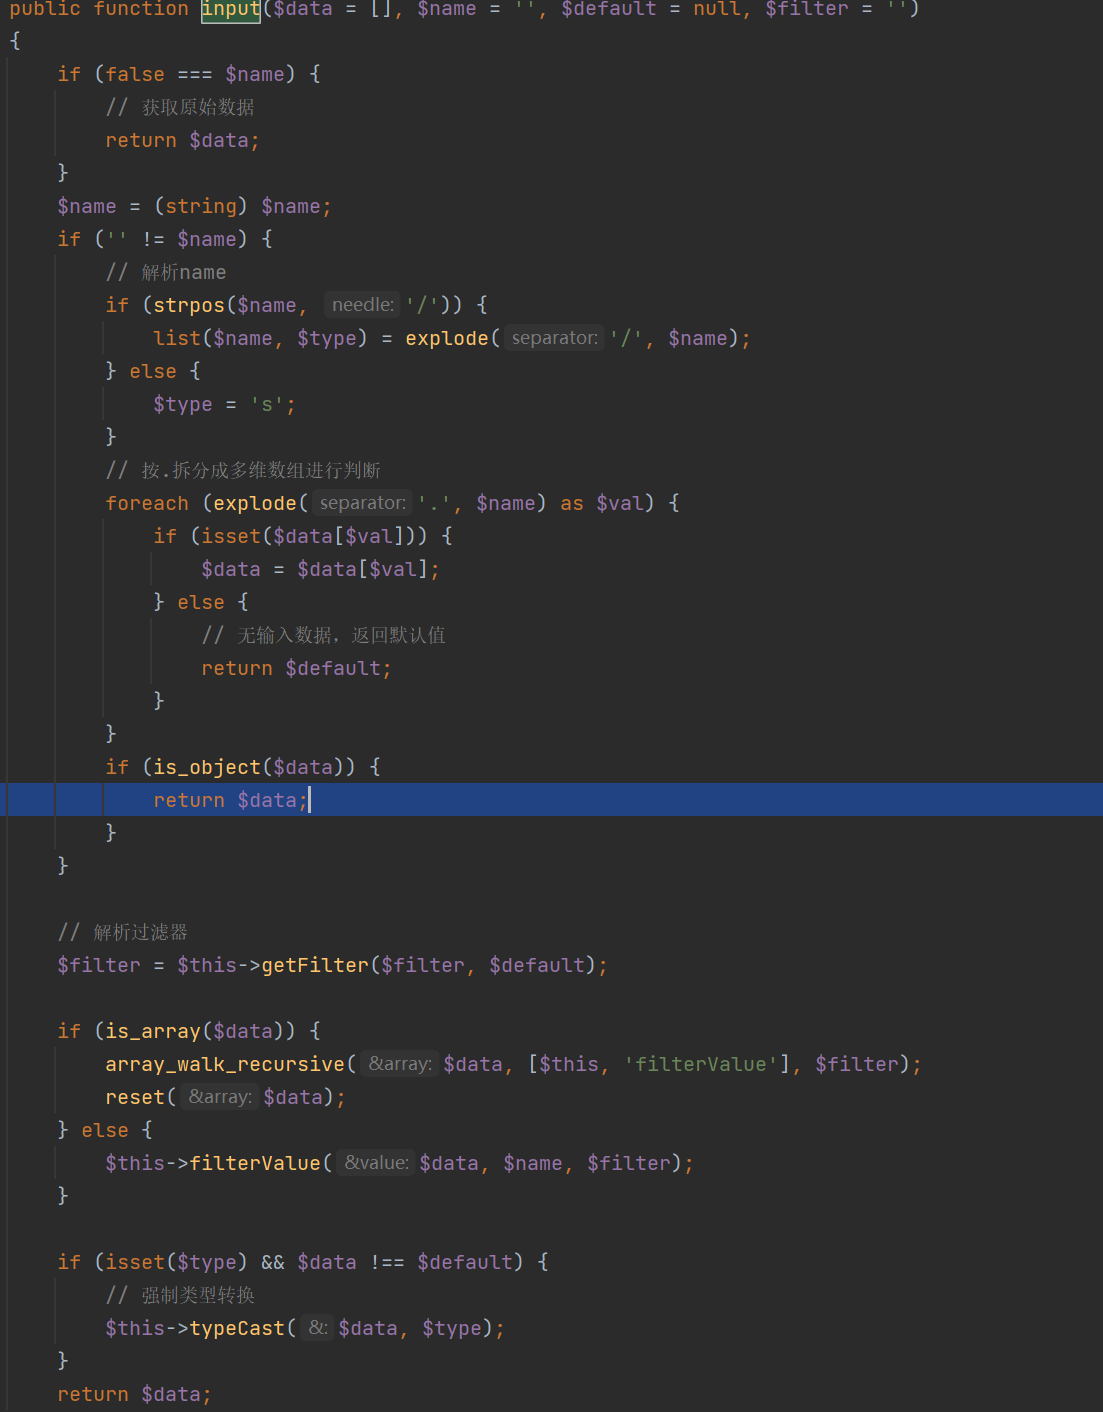 public function input($data = [], $name = '', $default = null, $filter = '')
{
    if (false === $name) {
        // 获取原始数据
        return $data;
    }
    $name = (string) $name;
    if ('' != $name) {
        // 解析name
        if (strpos($name, needle: '/')) {
            list($name, $type) = explode( separator: '/', $name);
        } else {
            $type = 's';
        }
        // 按.拆分成多维数组进行判断
        foreach (explode( separator: '.', $name) as $val) {
            if (isset($data[$val])) {
                $data = $data[$val];
            } else {
                // 无输入数据，返回默认值
                return $default;
            }
        }
        if (is_object($data)) {
            return $data;
        }
    }

    // 解析过滤器
    $filter = $this->getFilter($filter, $default);

    if (is_array($data)) {
        array_walk_recursive( &array: $data, [$this, 'filterValue'], $filter);
        reset( &array: $data);
    } else {
        $this->filterValue( &value: $data, $name, $filter);
    }

    if (isset($type) && $data !== $default) {
        // 强制类型转换
        $this->typeCast( &: $data, $type);
    }
    return $data;